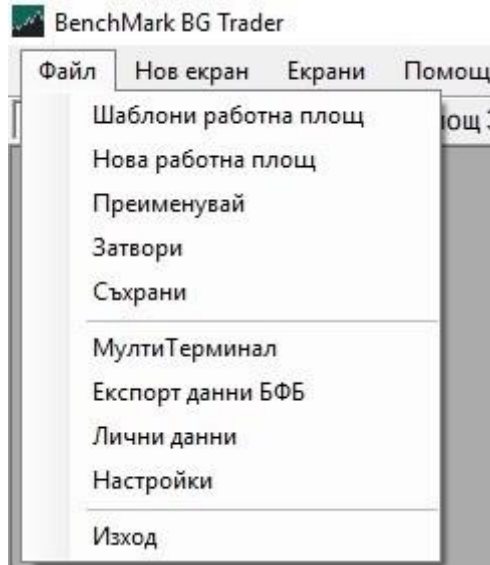 BenchMark BG Trader
Файл Нов екран Екрани Помощ
Шаблони работна площ
Нова работна площ
Преименувай
Затвори
Съхрани
МултиТерминал
Експорт данни БФБ
Лични данни
Настройки
Изход